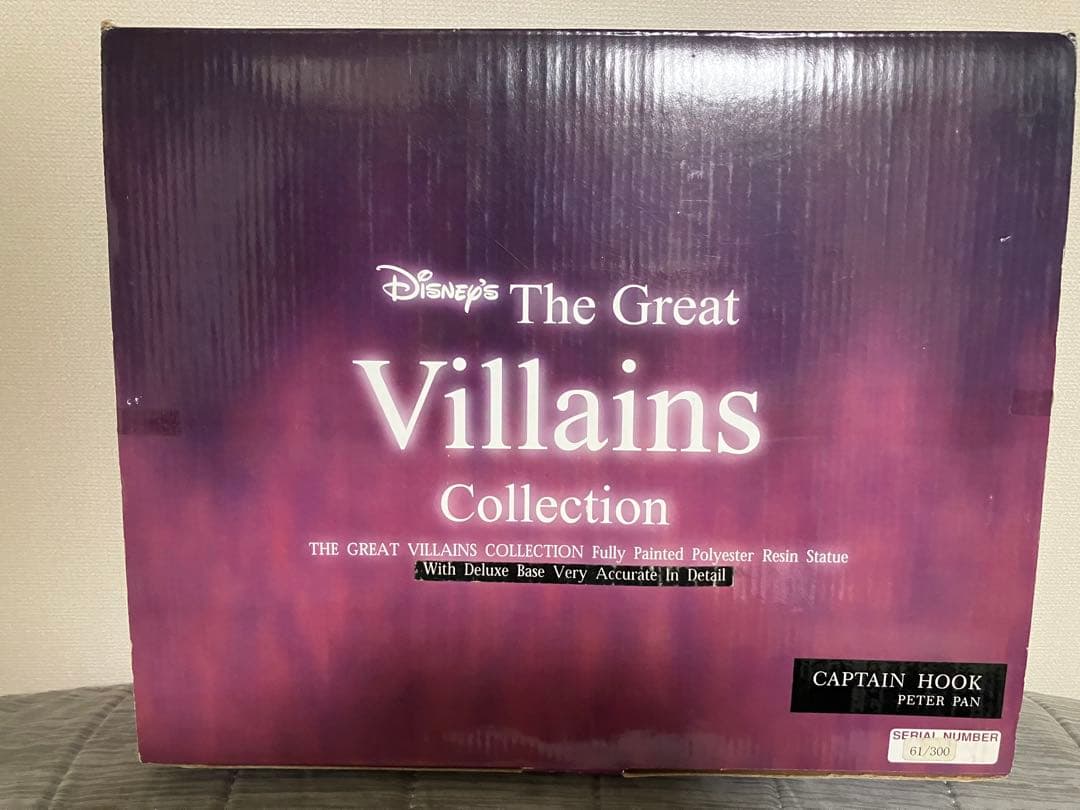 Disney's The Great
Villains
Collection
THE GREAT VILLAINS COLLECTION Fully Painted Polyester Resin Statue
With Deluxe Base Very Accurate In Detail
CAPTAIN HOOK
PETER PAN
SERIAL NUMBER
61/300